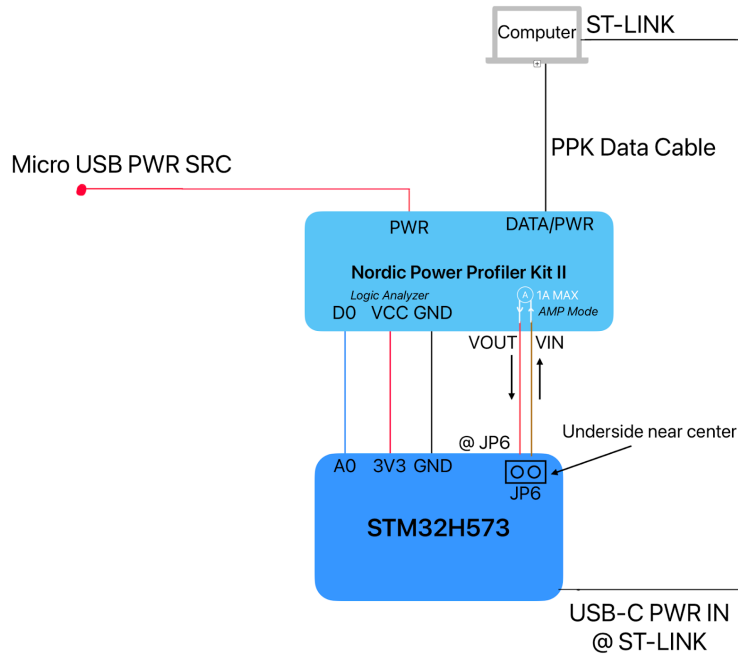 Computer
ST-LINK
PPK Data Cable
Micro USB PWR SRC
PWR
DATA/PWR
Nordic Power Profiler Kit II
Logic Analyzer
A
1A MAX
AMP Mode
D0 VCC GND
VOUT
VIN
@ JP6
Underside near center
A0 3V3 GND
JP6
STM32H573
USB-C PWR IN
@ ST-LINK